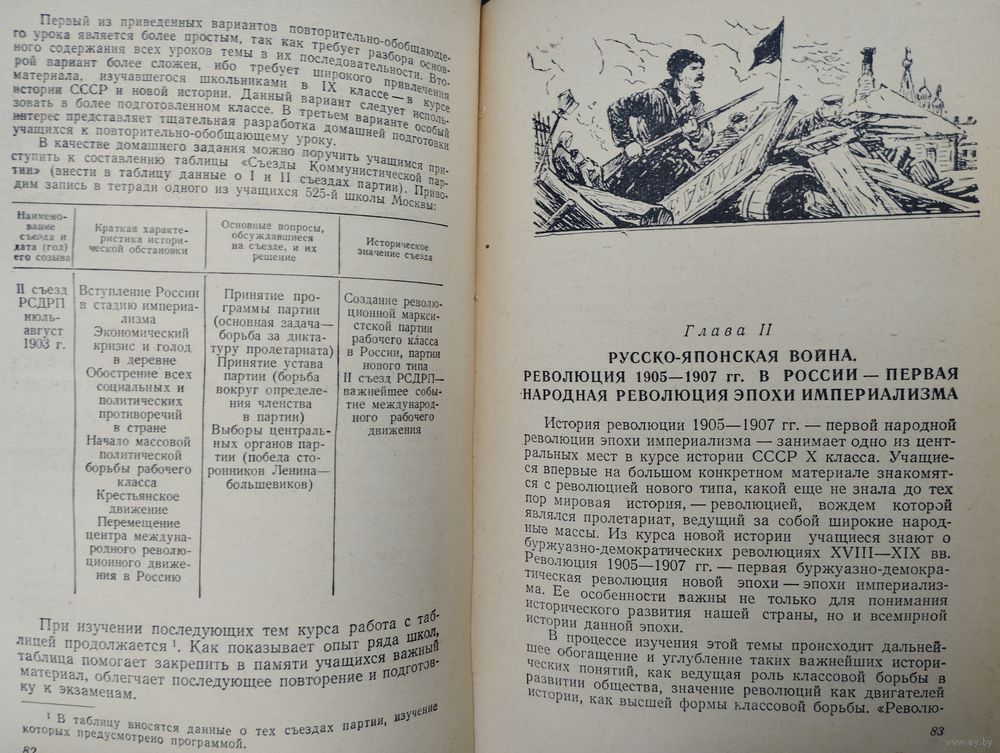 Первый из приведенных вариантов повторительно-обобщающе-
го урока является более простым, так как требует разбора основ-
ного содержания всех уроков темы в их последовательности. Вто-
рой вариант более сложен, ибо требует широкого привлечения
материала, изучавшегося школьниками в IX классе — в курсе
истории СССР и новой истории. Данный вариант следует исполь-
зовать в более подготовленном классе. В третьем варианте особый
интерес представляет тщательная разработка домашней подготовки
учащихся к повторительно-обобщающему уроку.
В качестве домашнего задания можно поручить учащимся при-
ступить к составлению таблицы «Съезды Коммунистической пар-
тии» (внести в таблицу данные о I и II съездах партии). Приво-
дим запись в тетради одного из учащихся 525-й школы Москвы:
Наимено-
вание
съезда и
дата (год)
его созыва
Краткая характе-
ристика истори-
ческой обстановки
Основные вопросы,
обсуждавшиеся
на съезде, и их
решение
Историческое
значение съезда
II съезд
РСДРП
июль-
август
1903 г.
Вступление России
в стадию империа-
лизма
Экономический
кризис и голод
в деревне
Обострение всех
социальных и
политических
противоречий
в стране
Начало массовой
политической
борьбы рабочего
класса
Крестьянское
движение
Перемещение
центра междуна-
родного револю-
ционного движе-
ния в Россию
Принятие про-
граммы партии
(основная задача—
борьба за дикта-
туру пролетариата)
Принятие устава
партии (борьба
вокруг определе-
ния членства
в партии)
Выборы централь-
ных органов пар-
тии (победа сто-
ронников Ленина—
большевиков)
Создание револю-
ционной маркси-
стской партии
рабочего класса
в России, партии
нового типа
II съезд РСДРП—
важнейшее собы-
тие международ-
ного рабочего
движения
При изучении последующих тем курса работа с таб-
лицей продолжается ¹. Как показывает опыт ряда школ,
таблица помогает закрепить в памяти учащихся важный
материал, облегчает последующее повторение и подготов-
ку к экзаменам.
¹ В таблицу вносятся данные о тех съездах партии, изучение
которых предусмотрено программой.
82
Глава II
РУССКО-ЯПОНСКАЯ ВОЙНА.
РЕВОЛЮЦИЯ 1905—1907 гг. В РОССИИ — ПЕРВАЯ
НАРОДНАЯ РЕВОЛЮЦИЯ ЭПОХИ ИМПЕРИАЛИЗМА
История революции 1905—1907 гг. — первой народной
революции эпохи империализма — занимает одно из цент-
ральных мест в курсе истории СССР X класса. Учащие-
ся впервые на большом конкретном материале знакомят-
ся с революцией нового типа, какой еще не знала до тех
пор мировая история, — революцией, вождем которой
являлся пролетариат, ведущий за собой широкие народ-
ные массы. Из курса новой истории учащиеся знают о
буржуазно-демократических революциях XVIII—XIX вв.
Революция 1905—1907 гг. — первая буржуазно-демокра-
тическая революция новой эпохи — эпохи империализ-
ма. Ее особенности важны не только для понимания
исторического развития нашей страны, но и всемирной
истории данной эпохи.
В процессе изучения этой темы происходит дальней-
шее обогащение и углубление таких важнейших истори-
ческих понятий, как ведущая роль классовой борьбы в
развитии общества, значение революций как двигателей
истории, как высшей формы классовой борьбы. «Револю-
83
www.ay.by